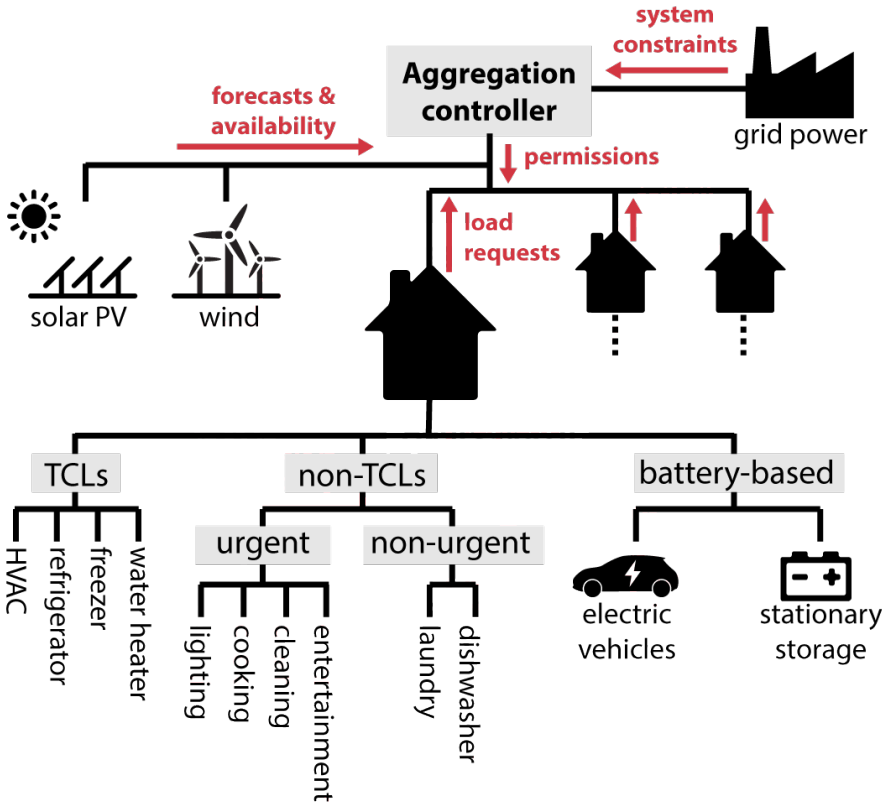 system
constraints
Aggregation
controller
grid power
forecasts &
availability
permissions
load
requests
solar PV
wind
TCLs
non-TCLs
battery-based
urgent
non-urgent
HVAC
refrigerator
freezer
water heater
lighting
cooking
cleaning
entertainment
laundry
dishwasher
electric
vehicles
stationary
storage